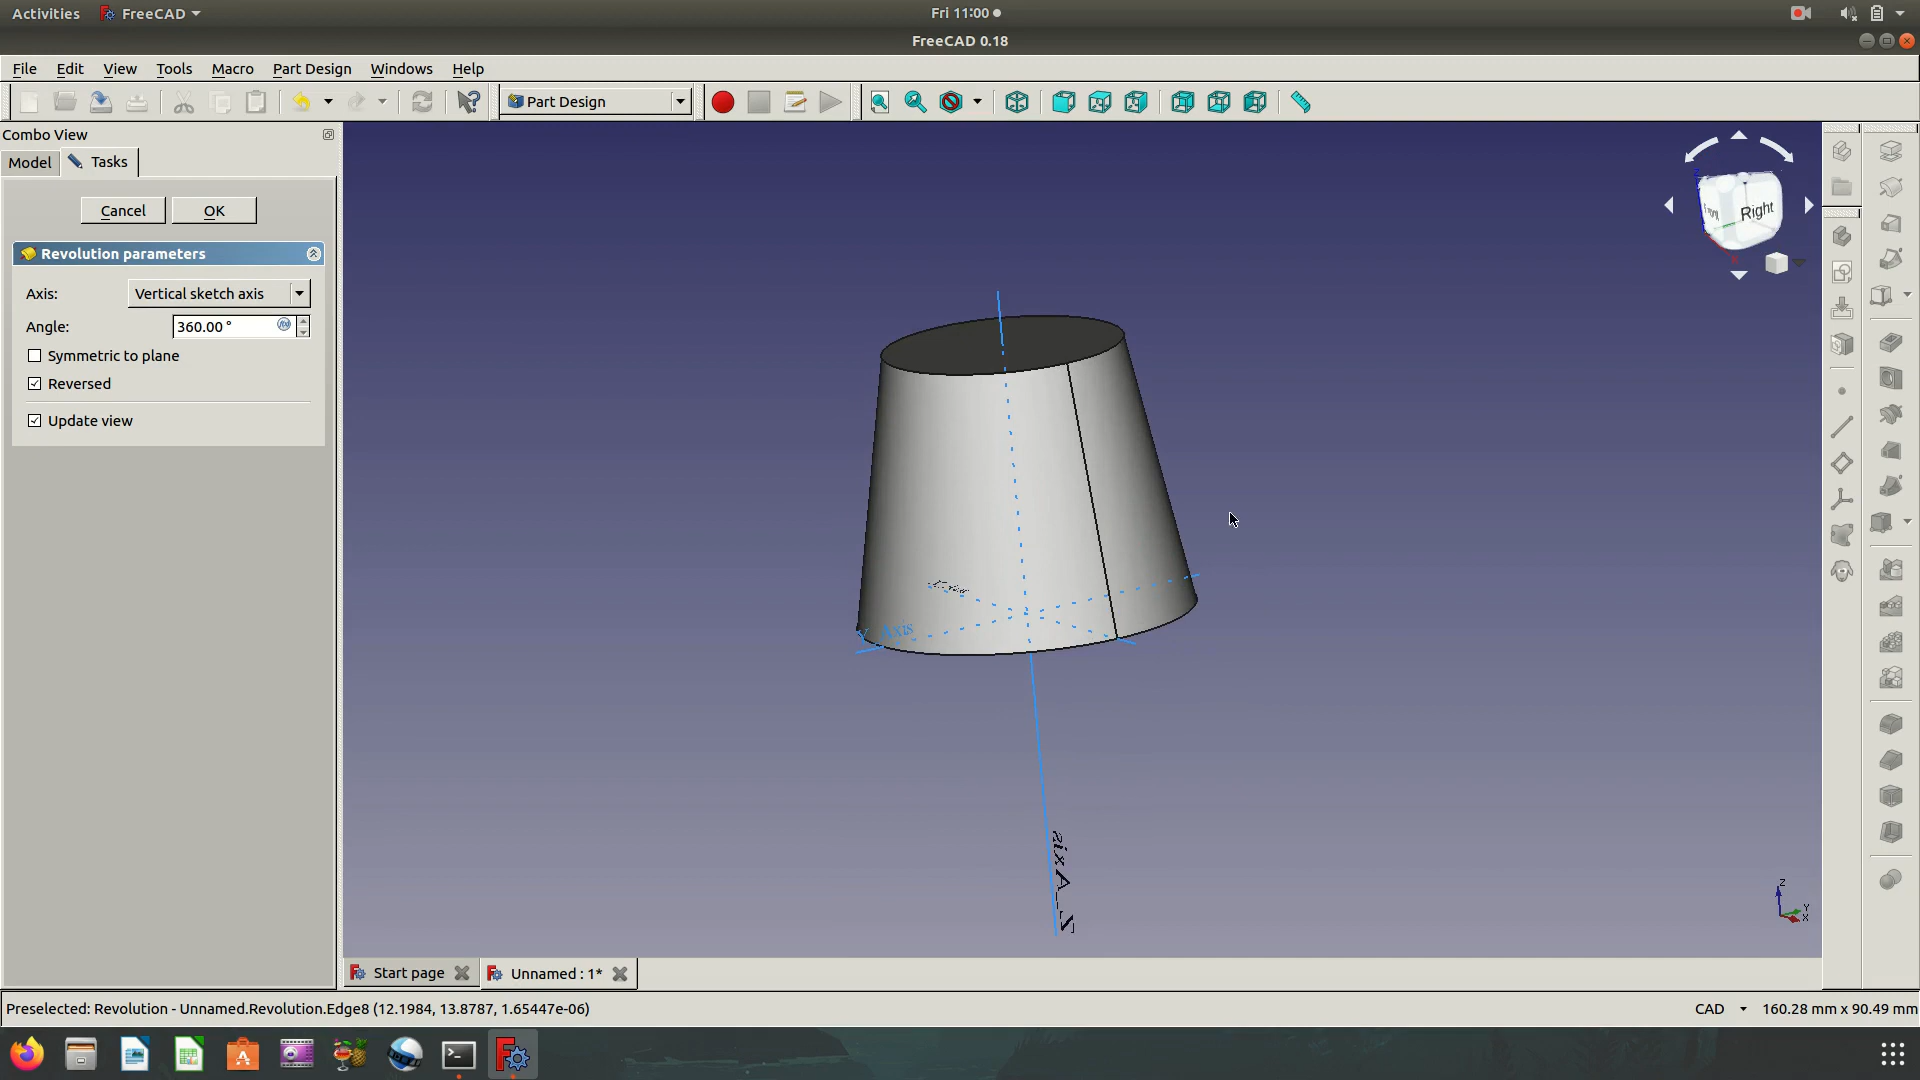 Activities FreeCAD Fri 11:00
FreeCAD 0.18
File Edit View Tools Macro Part Design Windows Help
Part Design
Combo View
Model Tasks
Cancel OK
Revolution parameters
Axis: Vertical sketch axis
Angle: 360.00 °
Symmetric to plane
Reversed
Update view
Right
Front
Y_Axis
Z_Axis
Z
Y
X
Start page Unnamed : 1*
Preselected: Revolution - Unnamed.Revolution.Edge8 (12.1984, 13.8787, 1.65447e-06) CAD 160.28 mm x 90.49 mm